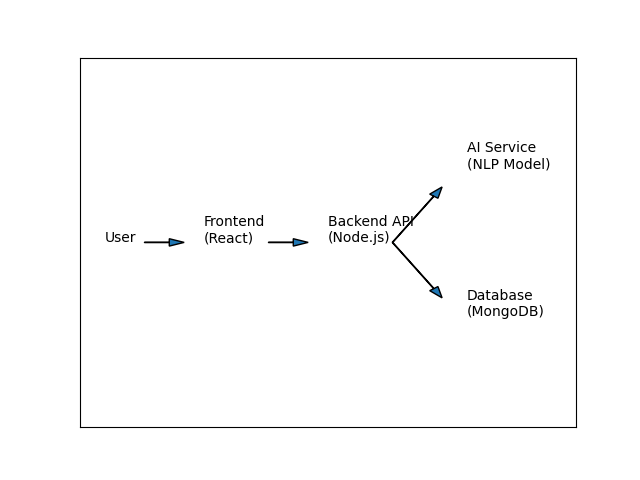 User
Frontend
(React)
Backend API
(Node.js)
AI Service
(NLP Model)
Database
(MongoDB)